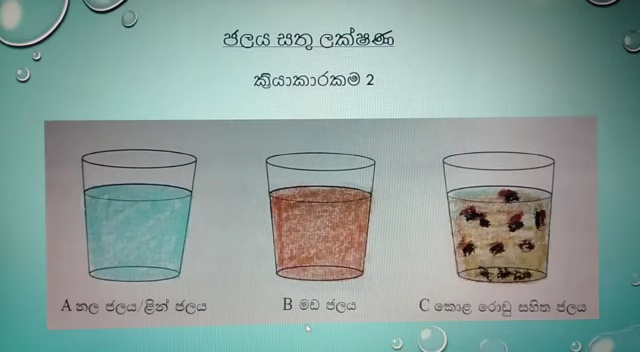 ජලය සතු ලක්ෂණ
ක්‍රියාකාරකම 2
A නල ජලය/ළින් ජලය
B මඩ ජලය
C කොළ රොඩු සහිත ජලය